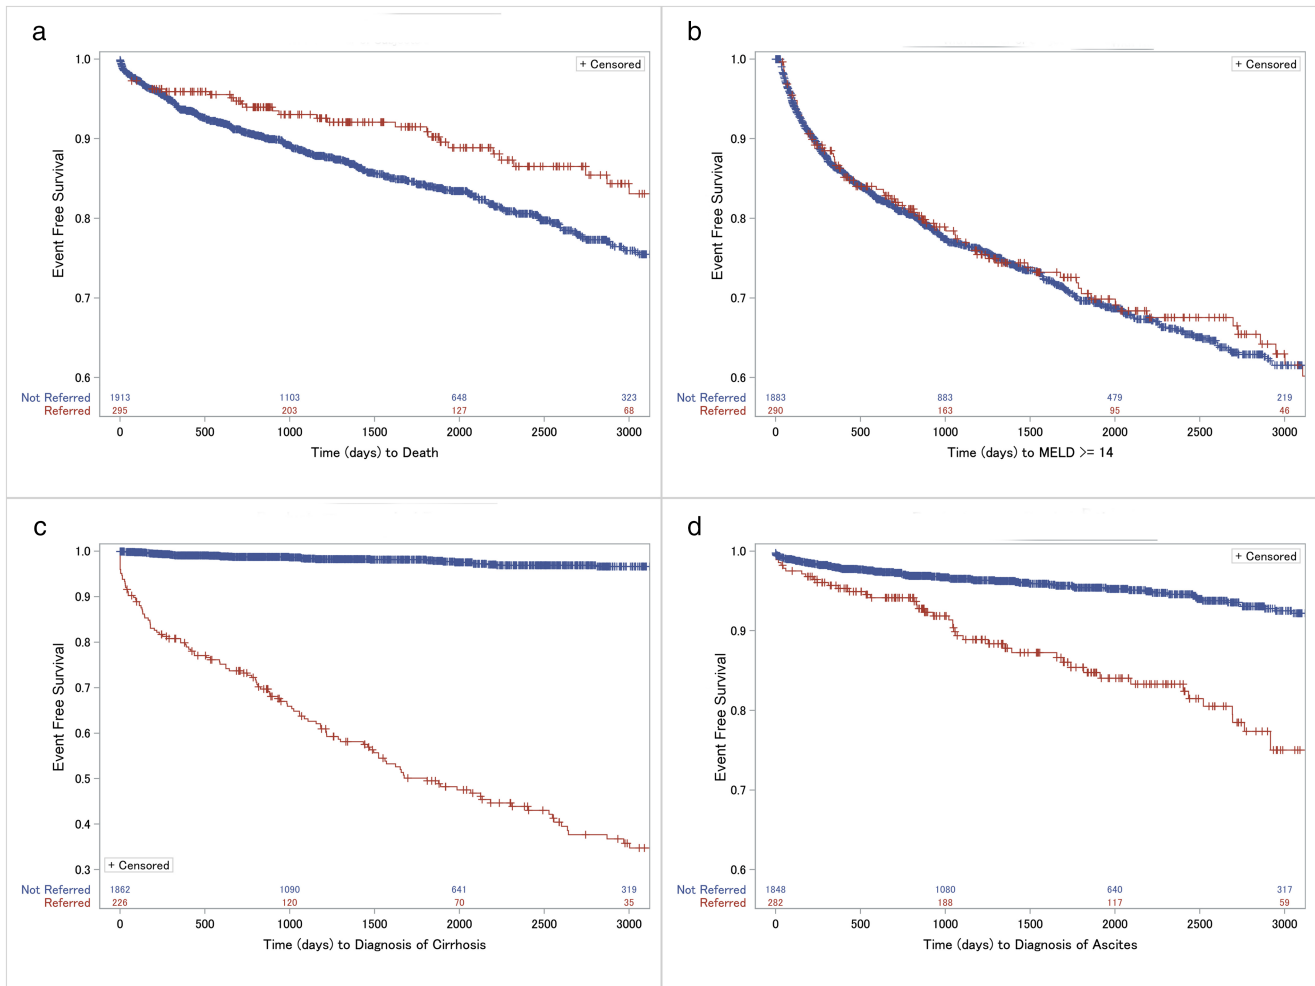 a
+ Censored
Event Free Survival
1.0
0.9
0.8
0.7
0.6
Not Referred 1913 1103 648 323
Referred 295 203 127 68
0 500 1000 1500 2000 2500 3000
Time (days) to Death
b
+ Censored
Event Free Survival
1.0
0.9
0.8
0.7
0.6
Not Referred 1883 883 479 219
Referred 290 163 95 46
0 500 1000 1500 2000 2500 3000
Time (days) to MELD >= 14
c
Event Free Survival
1.0
0.9
0.8
0.7
0.6
0.5
0.4
0.3
+ Censored
Not Referred 1862 1090 641 319
Referred 226 120 70 35
0 500 1000 1500 2000 2500 3000
Time (days) to Diagnosis of Cirrhosis
d
+ Censored
Event Free Survival
1.0
0.9
0.8
0.7
0.6
Not Referred 1848 1080 640 317
Referred 282 188 117 59
0 500 1000 1500 2000 2500 3000
Time (days) to Diagnosis of Ascites